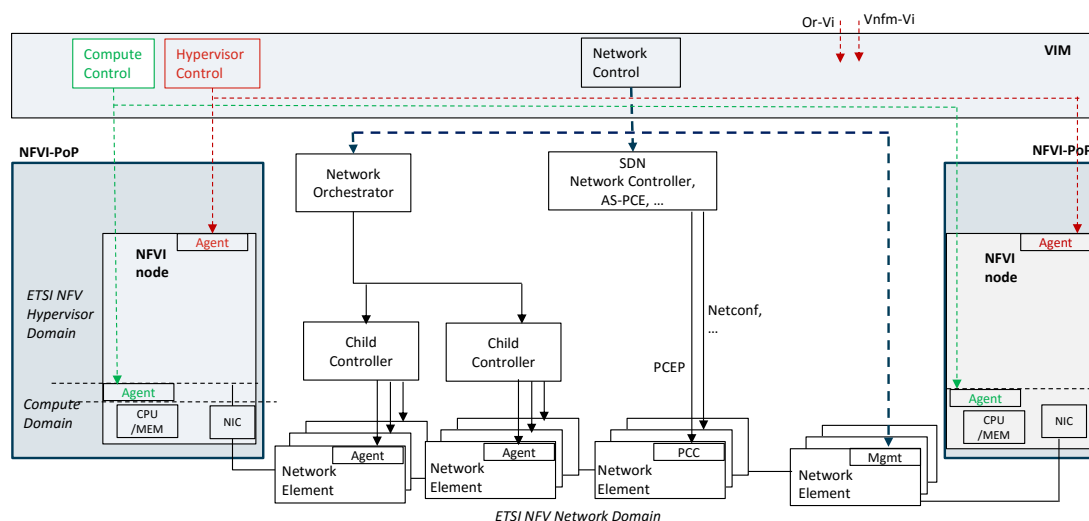 Or-Vi
Vnfm-Vi
Compute
Control
Hypervisor
Control
Network
Control
VIM
NFVI-PoP
NFVI-PoP
Network
Orchestrator
SDN
Network Controller,
AS-PCE, ...
Agent
NFVI
node
Agent
NFVI
node
ETSI NFV
Hypervisor
Domain
Netconf,
...
Child
Controller
Child
Controller
PCEP
Agent
Compute
Domain
CPU
/MEM
NIC
Agent
CPU
/MEM
NIC
Agent
Network
Element
Agent
Network
Element
PCC
Network
Element
Mgmt
Network
Element
ETSI NFV Network Domain